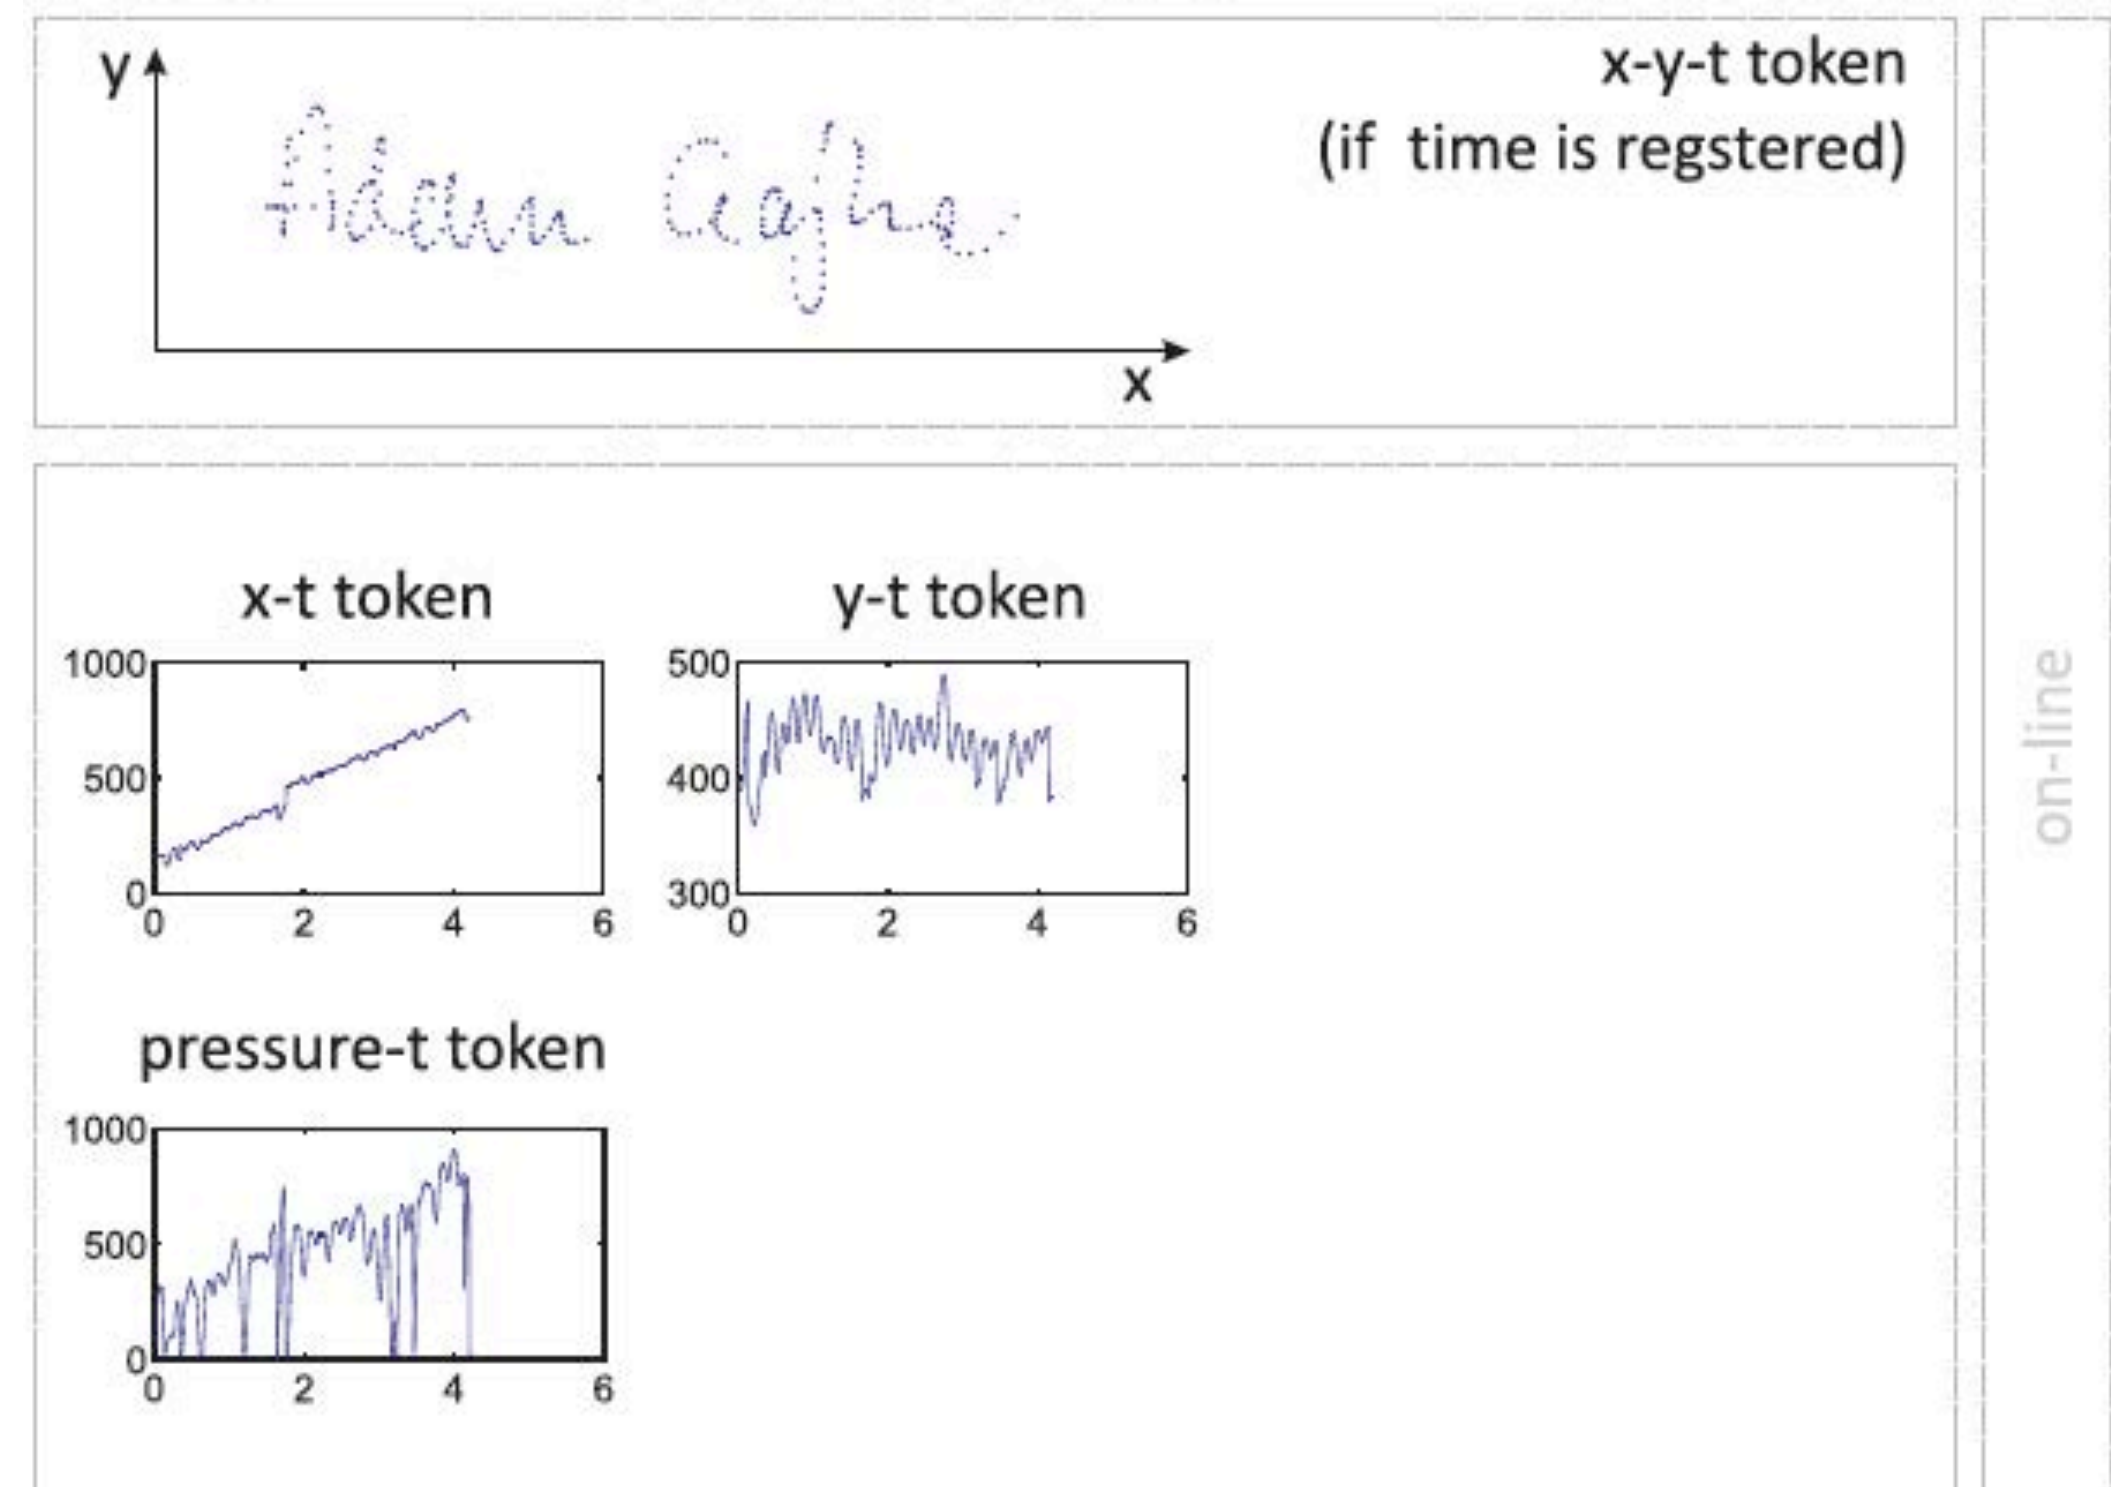 y
x-y-t token
(if time is regstered)
Adam
x
x-t token
y-t token
1000
500
0
0 2 4 6
500
400
300
0 2 4 6
pressure-t token
1000
500
0
0 2 4 6
on-line